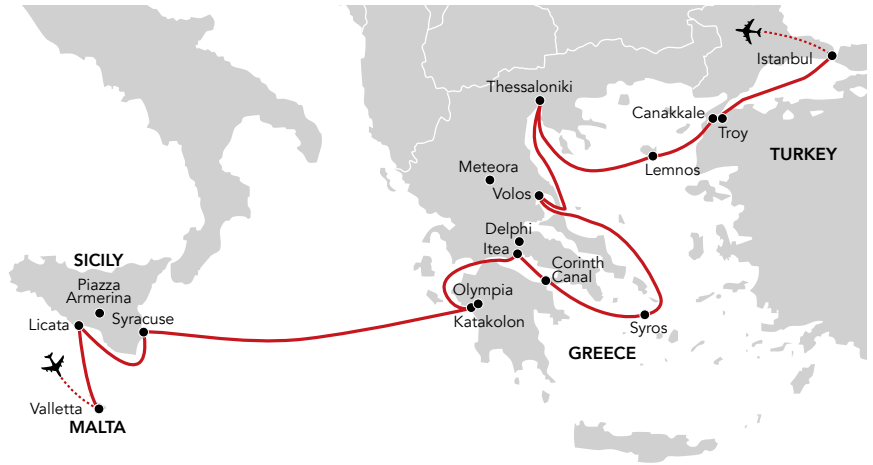 Istanbul
Thessaloniki
Canakkale
Troy
TURKEY
Lemnos
Meteora
Volos
Delphi
Itea
Corinth
Canal
SICILY
Piazza
Armerina
Olympia
Katakolon
Licata
Syracuse
Syros
GREECE
Valletta
MALTA